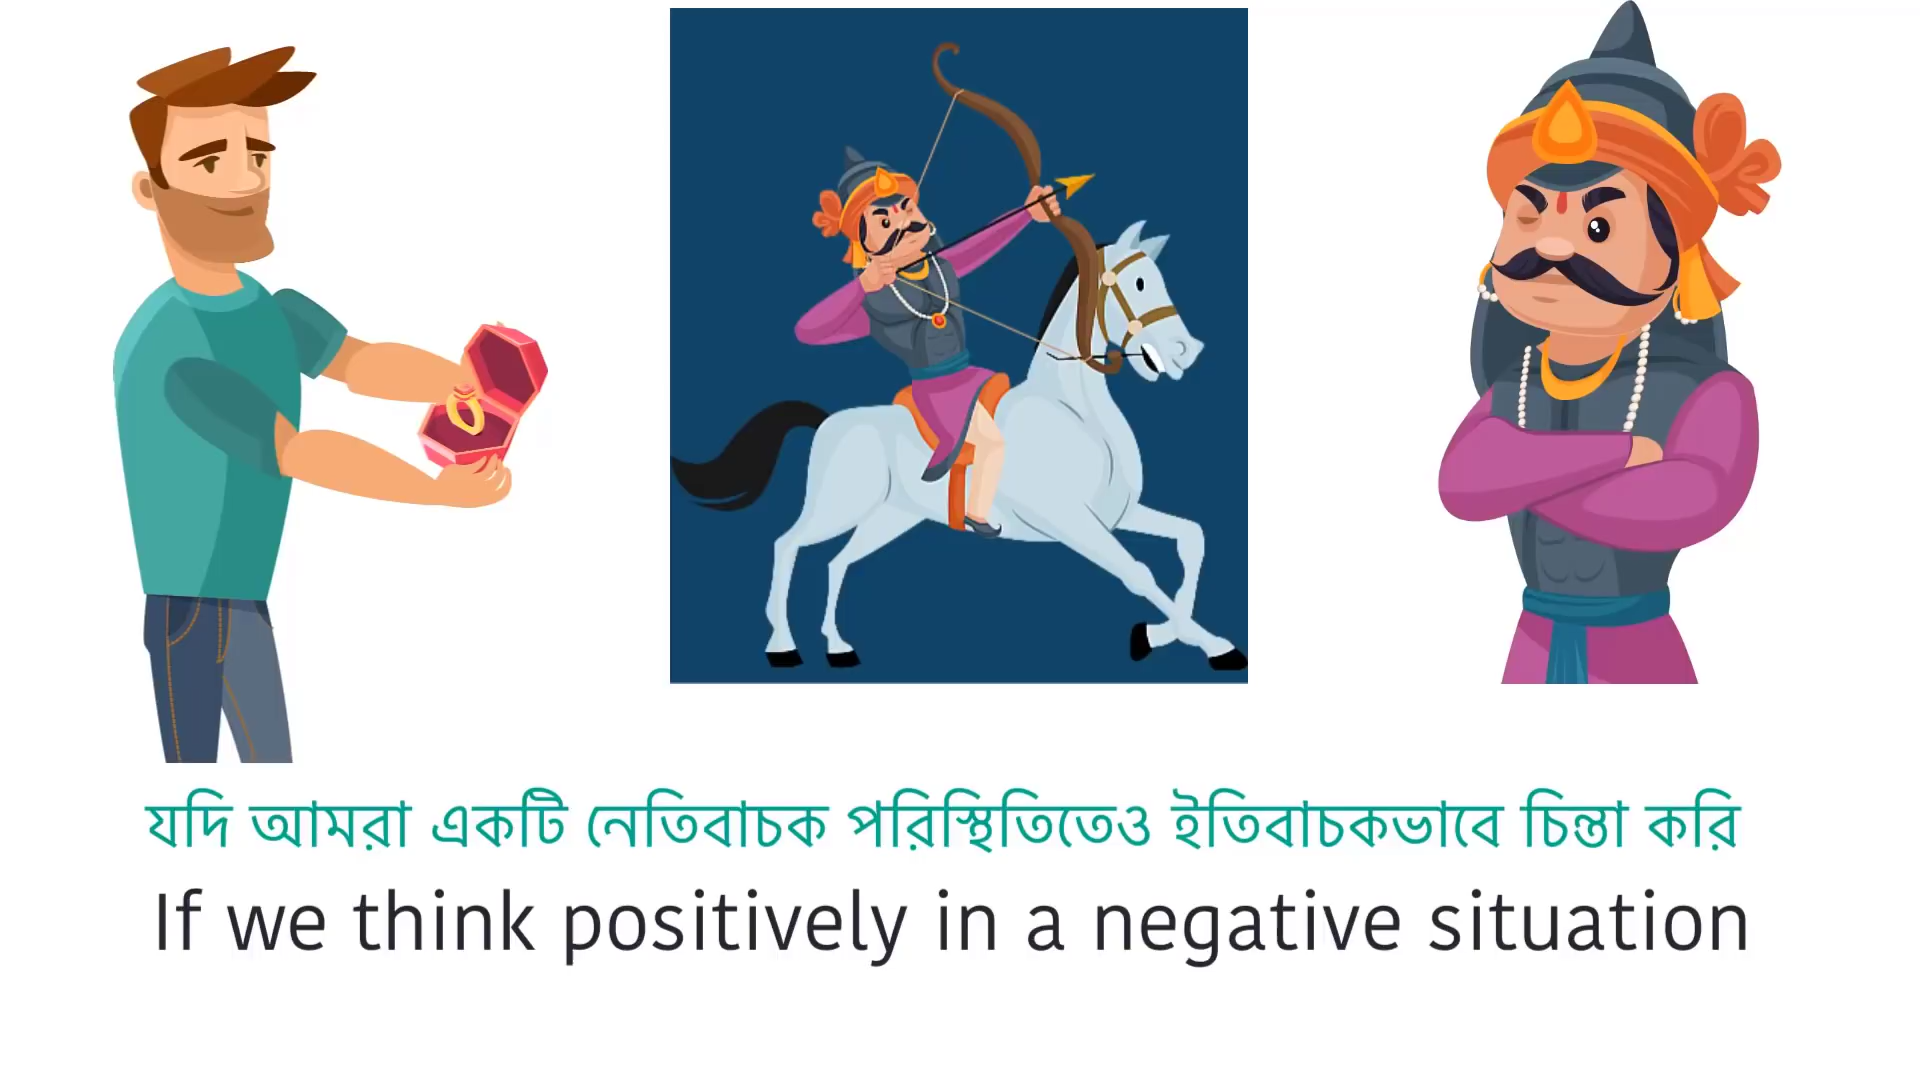 যদি আমরা একটি নেতিবাচক পরিস্থিতিতেও ইতিবাচকভাবে চিন্তা করি
If we think positively in a negative situation